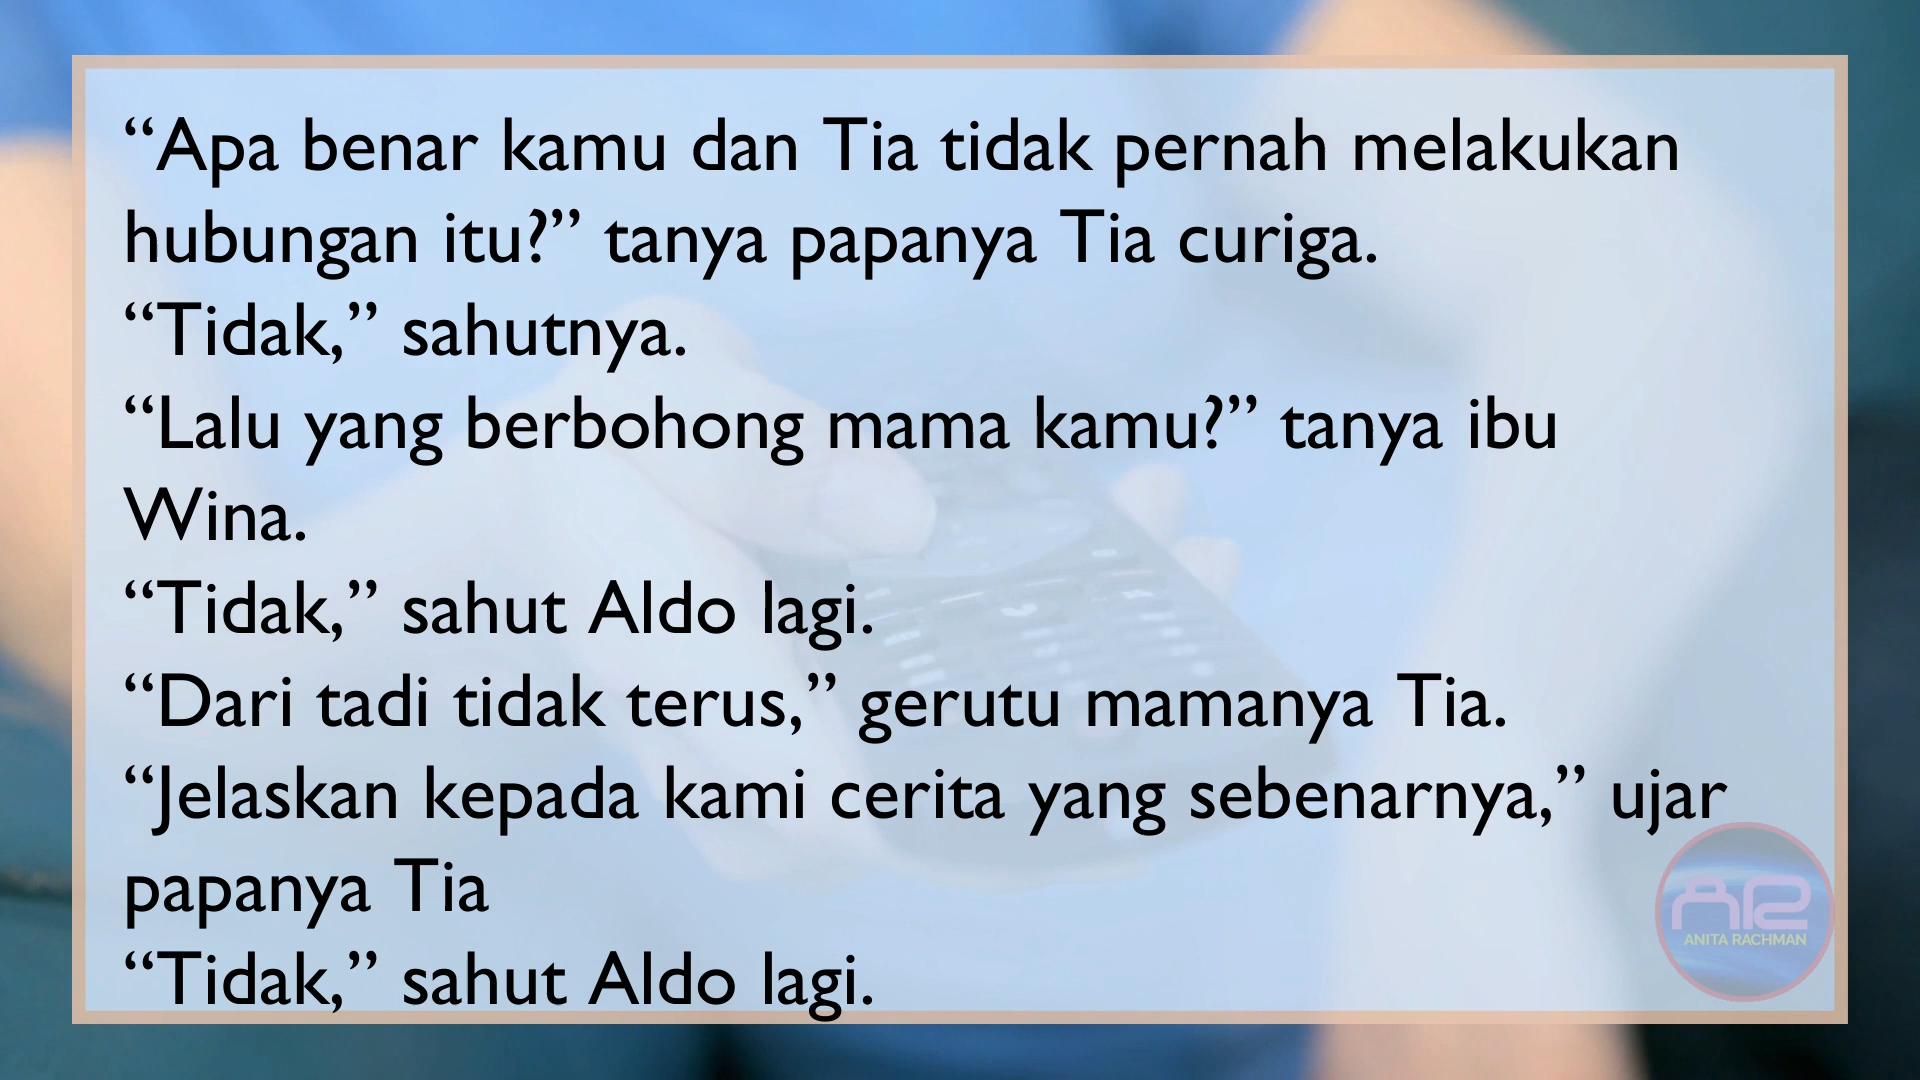 “Apa benar kamu dan Tia tidak pernah melakukan
hubungan itu?” tanya papanya Tia curiga.
“Tidak,” sahutnya.
“Lalu yang berbohong mama kamu?” tanya ibu
Wina.
“Tidak,” sahut Aldo lagi.
“Dari tadi tidak terus,” gerutu mamanya Tia.
“Jelaskan kepada kami cerita yang sebenarnya,” ujar
papanya Tia
“Tidak,” sahut Aldo lagi.
AR
ANITA RACHMAN